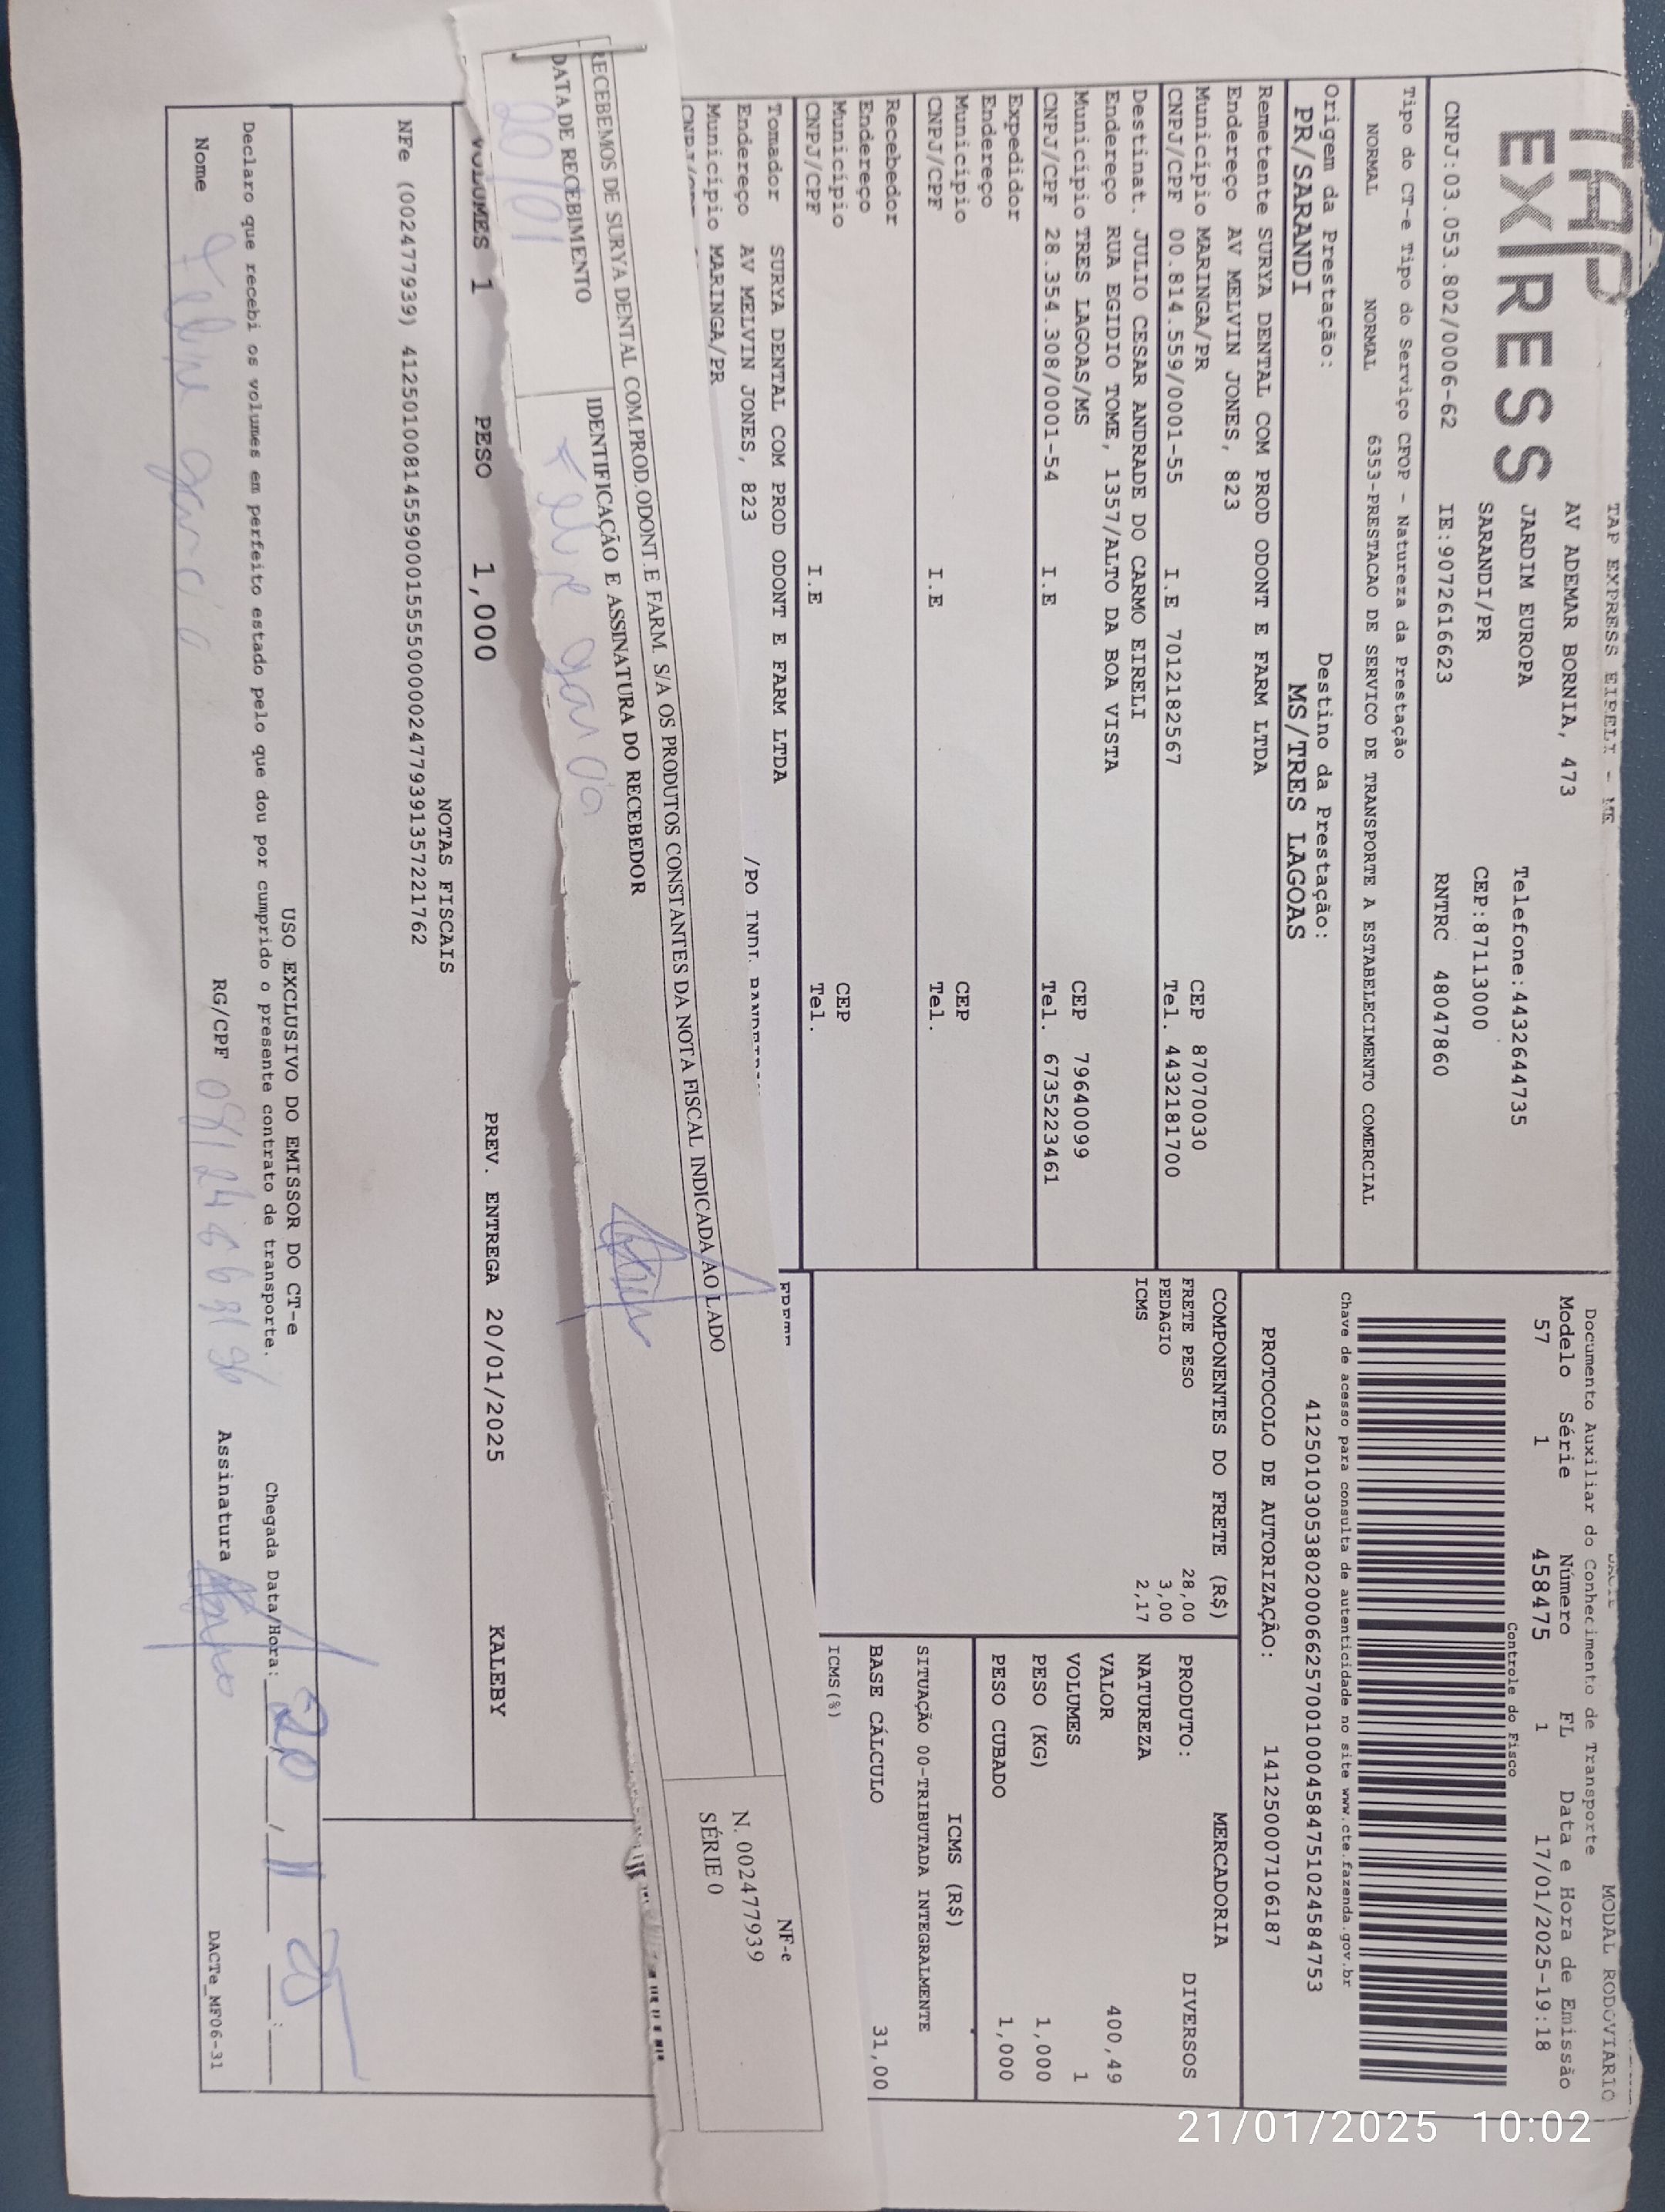 TAP
EXPRESS
TAP EXPRESS EIRELI - ME
AV ADEMAR BORNIA, 473
JARDIM EUROPA Telefone:4432644735
SARANDI/PR CEP:87113000
CNPJ:03.053.802/0006-62 IE:9072616623 RNTRC 48047860
MODAL RODOVIÁRIO
Documento Auxiliar do Conhecimento de Transporte
Modelo Série Número FL Data e Hora de Emissão
57 1 458475 1 17/01/2025-19:18
Controle do Fisco
Tipo do CT-e Tipo do Serviço CFOP - Natureza da Prestação
NORMAL NORMAL 6353-PRESTACAO DE SERVICO DE TRANSPORTE A ESTABELECIMENTO COMERCIAL
Chave de acesso para consulta de autenticidade no site www.cte.fazenda.gov.br
41250103053802000662570010004584751024584753
Origem da Prestação: Destino da Prestação:
PR/SARANDI MS/TRES LAGOAS
PROTOCOLO DE AUTORIZAÇÃO: 141250007106187
Remetente SURYA DENTAL COM PROD ODONT E FARM LTDA
Endereço AV MELVIN JONES, 823
Município MARINGA/PR CEP 87070030
CNPJ/CPF 00.814.559/0001-55 I.E 7012182567 Tel. 4432181700
Destinat. JULIO CESAR ANDRADE DO CARMO EIRELI
Endereço RUA EGIDIO TOME, 1357/ALTO DA BOA VISTA
Município TRES LAGOAS/MS CEP 79640099
CNPJ/CPF 28.354.308/0001-54 I.E Tel. 6735223461
Expedidor
Endereço
Município CEP
CNPJ/CPF I.E Tel.
Recebedor
Endereço
Município CEP
CNPJ/CPF I.E Tel.
Tomador SURYA DENTAL COM PROD ODONT E FARM LTDA
Endereço AV MELVIN JONES, 823
Município MARINGA/PR
COMPONENTES DO FRETE (R$)
FRETE PESO 28,00
PEDAGIO 3,00
ICMS 2,17
MERCADORIA
PRODUTO: DIVERSOS
NATUREZA
VALOR 400,49
VOLUMES 1
PESO (KG) 1,000
PESO CUBADO 1,000
ICMS (R$)
SITUAÇÃO 00-TRIBUTADA INTEGRALMENTE
BASE CÁLCULO 31,00
ICMS(%)
RECEBEMOS DE SURYA DENTAL COM.PROD.ODONT.E FARM. S/A OS PRODUTOS CONSTANTES DA NOTA FISCAL INDICADA AO LADO
DATA DE RECEBIMENTO IDENTIFICAÇÃO E ASSINATURA DO RECEBEDOR
20/01 Felipe Garcia
NF-e
N. 002477939
SÉRIE 0
VOLUMES 1 PESO 1,000 PREV. ENTREGA 20/01/2025 KALEBY
NOTAS FISCAIS
NFe (002477939) 41250100814559000155550000024779391357221762
USO EXCLUSIVO DO EMISSOR DO CT-e
Declaro que recebi os volumes em perfeito estado pelo que dou por cumprido o presente contrato de transporte. Chegada Data/Hora: 20 / 1 25
Nome Felipe Garcia RG/CPF Assinatura
DACTe_MF06-31
21/01/2025 10:02